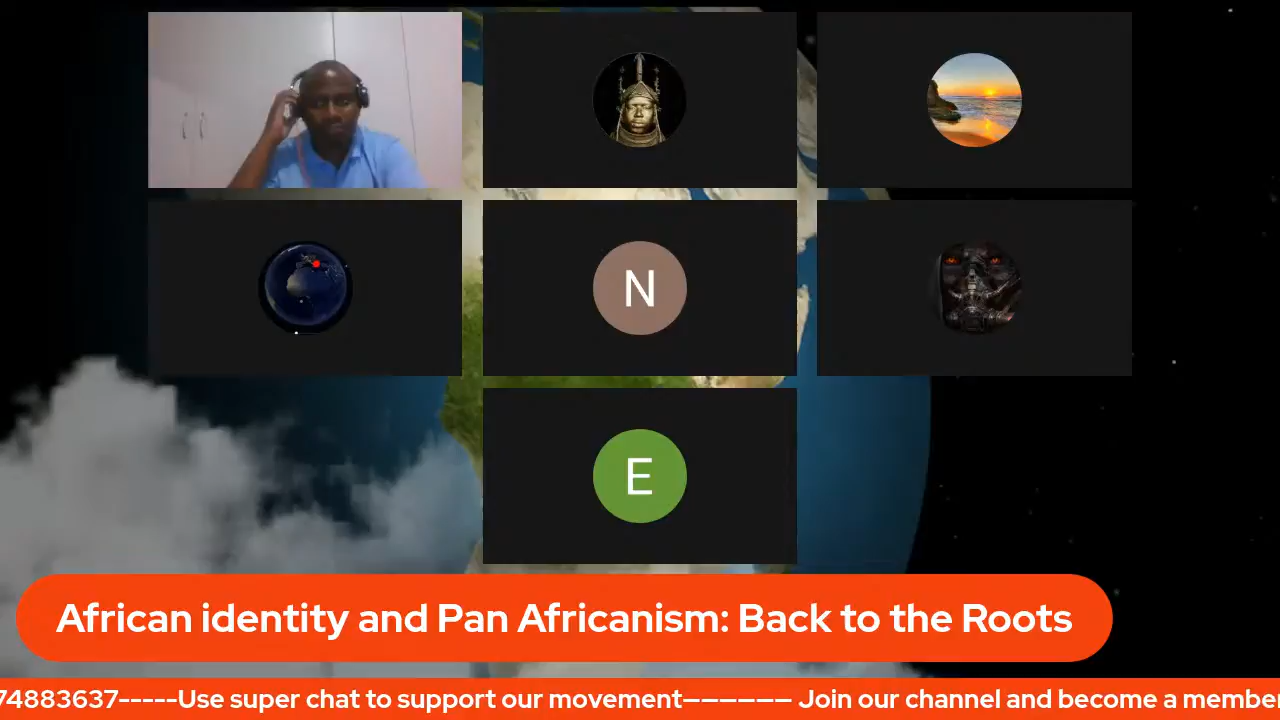 N
E
African identity and Pan Africanism: Back to the Roots
74883637-----Use super chat to support our movement—————— Join our channel and become a member